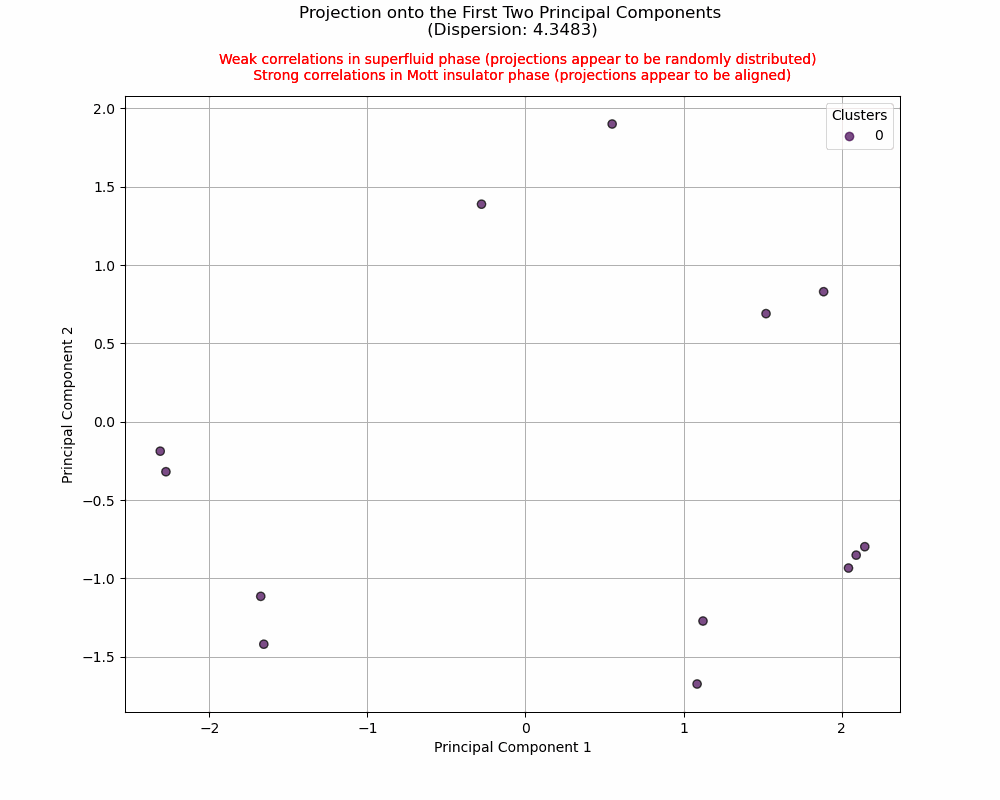 Projection onto the First Two Principal Components
(Dispersion: 4.3483)
Weak correlations in superfluid phase (projections appear to be randomly distributed)
Strong correlations in Mott insulator phase (projections appear to be aligned)
Clusters
0
2.0
1.5
1.0
0.5
0.0
−0.5
−1.0
−1.5
Principal Component 2
−2
−1
0
1
2
Principal Component 1